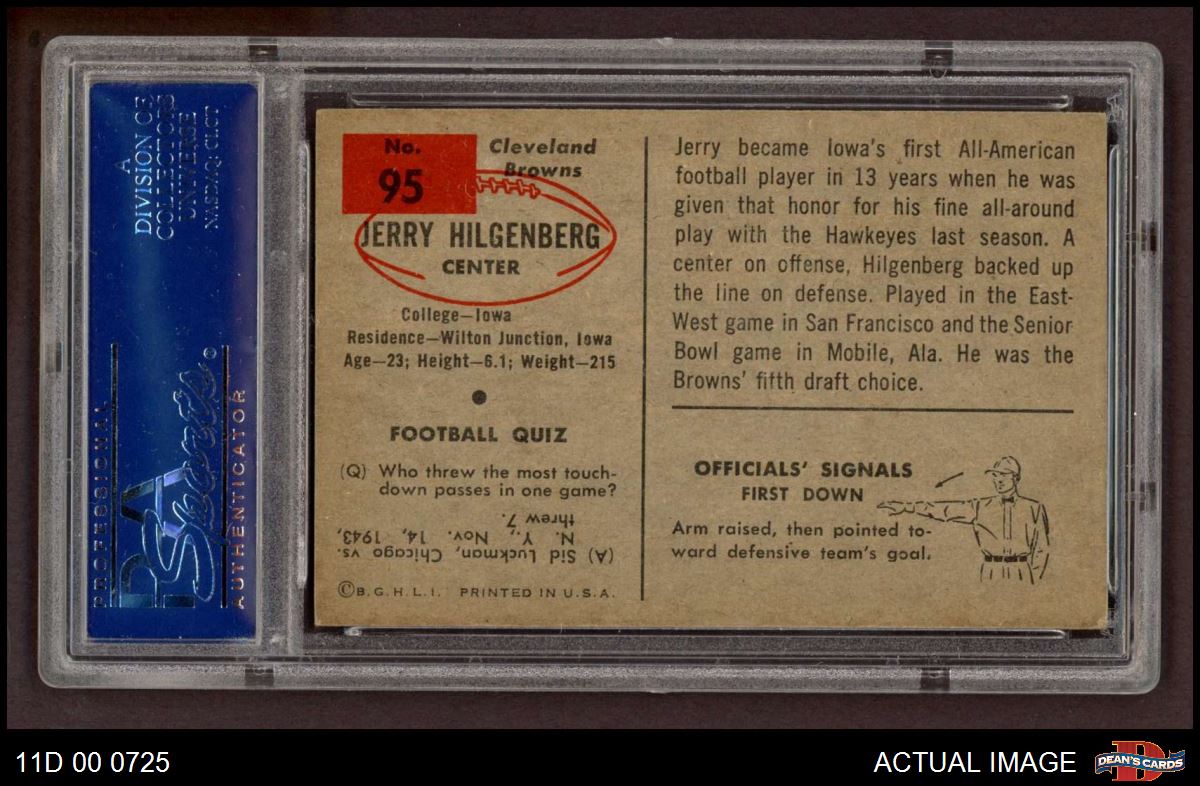 A
DIVISION OF
COLLECTORS
UNIVERSE
NASDAQ: CLCT
PROFESSIONAL
PSA
Sports
AUTHENTICATOR
No.
95
Cleveland
Browns
JERRY HILGENBERG
CENTER
College—Iowa
Residence—Wilton Junction, Iowa
Age—23; Height—6.1; Weight—215
FOOTBALL QUIZ
(Q) Who threw the most touch-
down passes in one game?
(A) Sid Luckman, Chicago vs.
N. Y., Nov. 14, 1943,
threw 7.
©B.G.H.L.I. PRINTED IN U.S.A.
Jerry became Iowa's first All-American
football player in 13 years when he was
given that honor for his fine all-around
play with the Hawkeyes last season. A
center on offense, Hilgenberg backed up
the line on defense. Played in the East-
West game in San Francisco and the Senior
Bowl game in Mobile, Ala. He was the
Browns' fifth draft choice.
OFFICIALS' SIGNALS
FIRST DOWN
Arm raised, then pointed to-
ward defensive team's goal.
11D 00 0725
ACTUAL IMAGE
DEAN'S CARDS